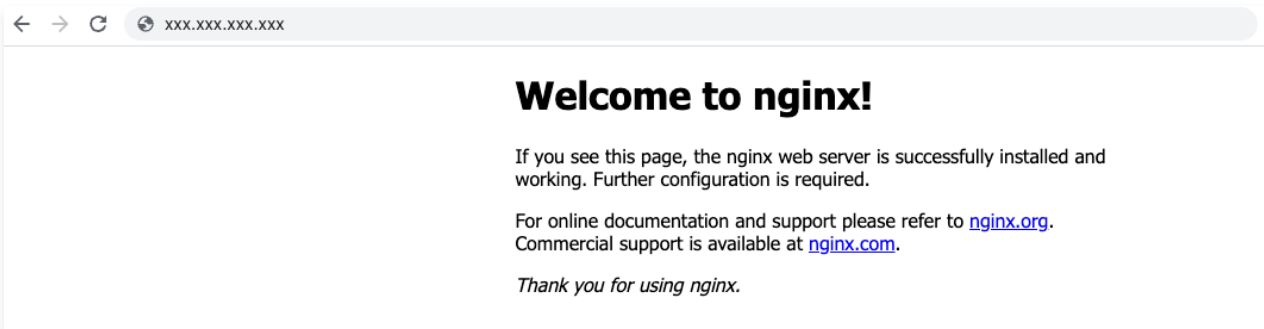 xxx.xxx.xxx.xxx
Welcome to nginx!
If you see this page, the nginx web server is successfully installed and
working. Further configuration is required.
For online documentation and support please refer to nginx.org.
Commercial support is available at nginx.com.
Thank you for using nginx.